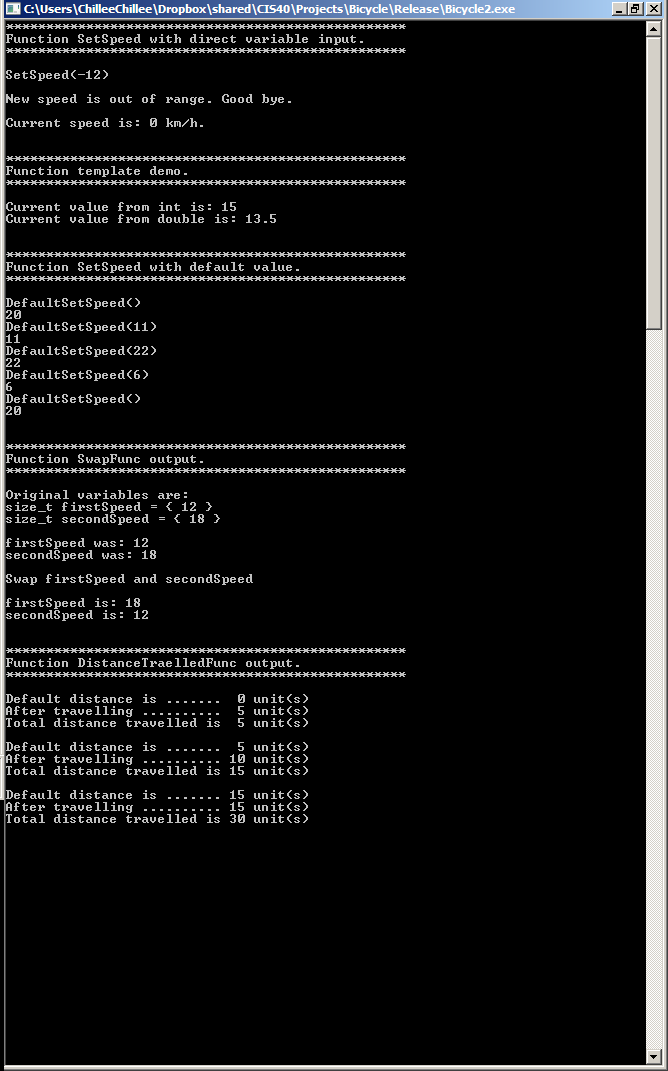 C:\Users\ChilleeChillee\Dropbox\shared\CIS40\Projects\Bicycle\Release\Bicycle2.exe
**************************************************
Function SetSpeed with direct variable input.
**************************************************
SetSpeed(-12)
New speed is out of range. Good bye.
Current speed is: 0 km/h.
**************************************************
Function template demo.
**************************************************
Current value from int is: 15
Current value from double is: 13.5
**************************************************
Function SetSpeed with default value.
**************************************************
DefaultSetSpeed()
20
DefaultSetSpeed(11)
11
DefaultSetSpeed(22)
22
DefaultSetSpeed(6)
6
DefaultSetSpeed()
20
**************************************************
Function SwapFunc output.
**************************************************
Original variables are:
size_t firstSpeed = { 12 }
size_t secondSpeed = { 18 }
firstSpeed was: 12
secondSpeed was: 18
Swap firstSpeed and secondSpeed
firstSpeed is: 18
secondSpeed is: 12
**************************************************
Function DistanceTraelledFunc output.
**************************************************
Default distance is .......  0 unit(s)
After travelling ..........  5 unit(s)
Total distance travelled is  5 unit(s)
Default distance is .......  5 unit(s)
After travelling .......... 10 unit(s)
Total distance travelled is 15 unit(s)
Default distance is ....... 15 unit(s)
After travelling .......... 15 unit(s)
Total distance travelled is 30 unit(s)